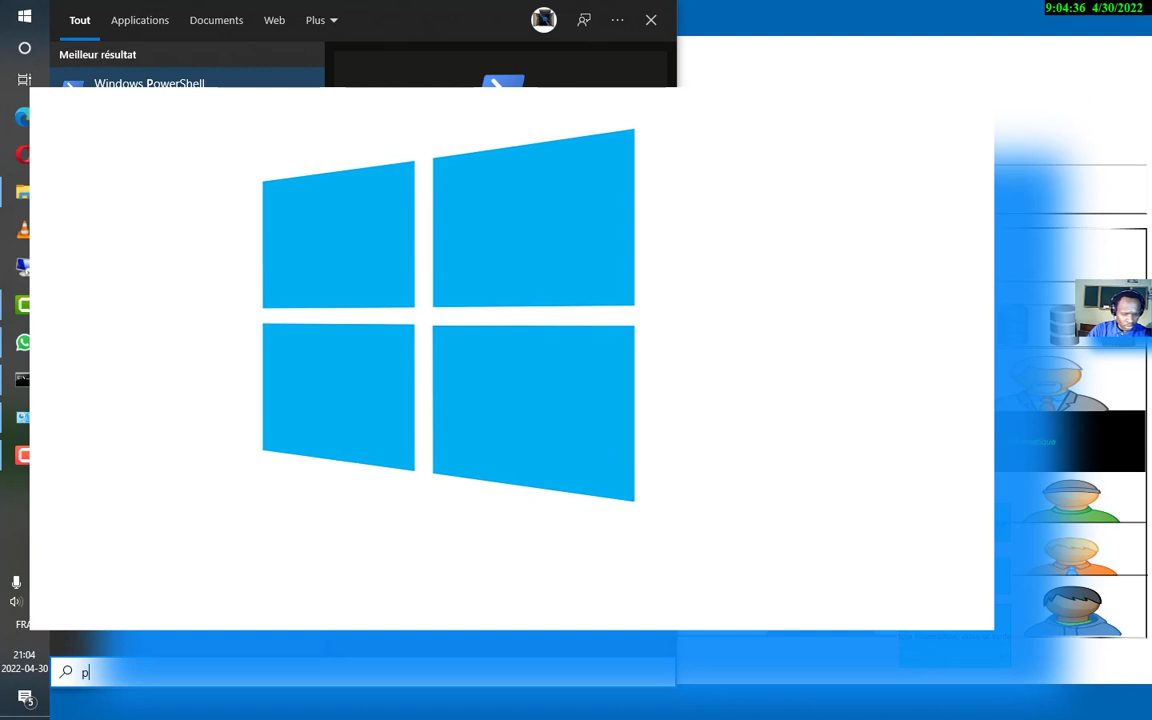 9:04:36 4/30/2022
Tout Applications Documents Web Plus
Meilleur résultat
Windows PowerShell
FRA
21:04
2022-04-30
5
p